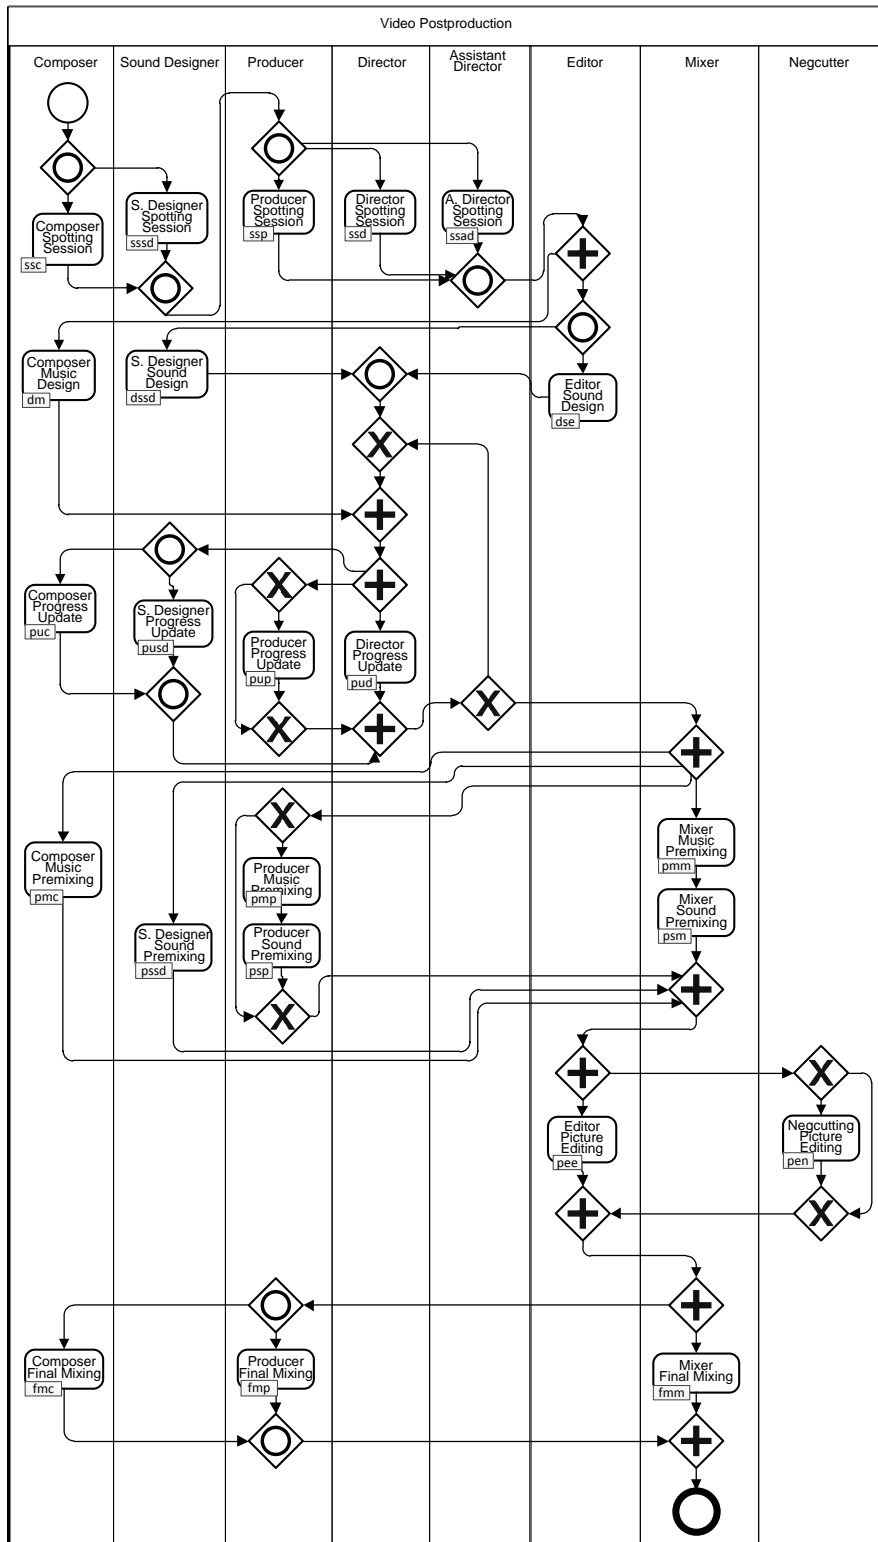 Video Postproduction
Composer
Sound Designer
Producer
Director
Assistant
Director
Editor
Mixer
Negcutter
S. Designer
Spotting
Session
sssd
Producer
Spotting
Session
ssp
Director
Spotting
Session
ssd
A. Director
Spotting
Session
ssad
Composer
Spotting
Session
ssc
Composer
Music
Design
dm
S. Designer
Sound
Design
dssd
Editor
Sound
Design
dse
X
Composer
Progress
Update
puc
X
S. Designer
Progress
Update
pusd
Producer
Progress
Update
pup
Director
Progress
Update
pud
X
X
X
Composer
Music
Premixing
pmc
Producer
Music
Premixing
pmp
Mixer
Music
Premixing
pmm
S. Designer
Sound
Premixing
pssd
Producer
Sound
Premixing
psp
Mixer
Sound
Premixing
psm
X
X
Editor
Picture
Editing
pee
Negcutting
Picture
Editing
pen
X
Composer
Final Mixing
fmc
Producer
Final Mixing
fmp
Mixer
Final Mixing
fmm